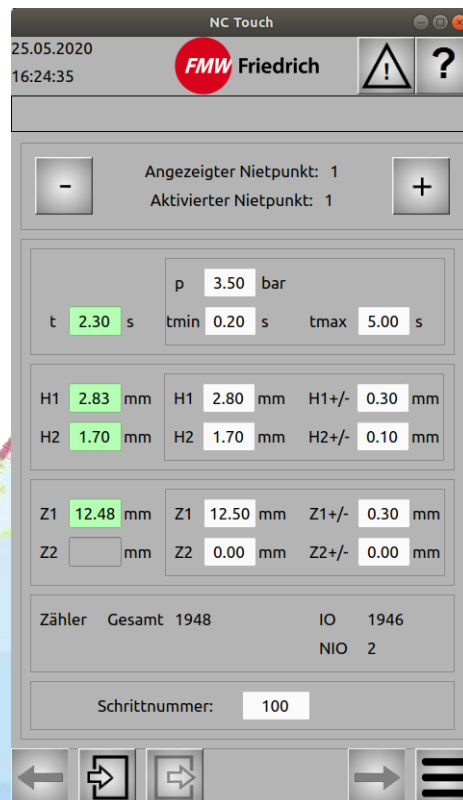 NC Touch
25.05.2020
16:24:35
FMW Friedrich
!
?
- Angezeigter Nietpunkt: 1 +
Aktivierter Nietpunkt: 1
p 3.50 bar
t 2.30 s tmin 0.20 s tmax 5.00 s
H1 2.83 mm H1 2.80 mm H1+/- 0.30 mm
H2 1.70 mm H2 1.70 mm H2+/- 0.10 mm
Z1 12.48 mm Z1 12.50 mm Z1+/- 0.30 mm
Z2 mm Z2 0.00 mm Z2+/- 0.00 mm
Zähler Gesamt 1948 IO 1946
NIO 2
Schrittnummer: 100